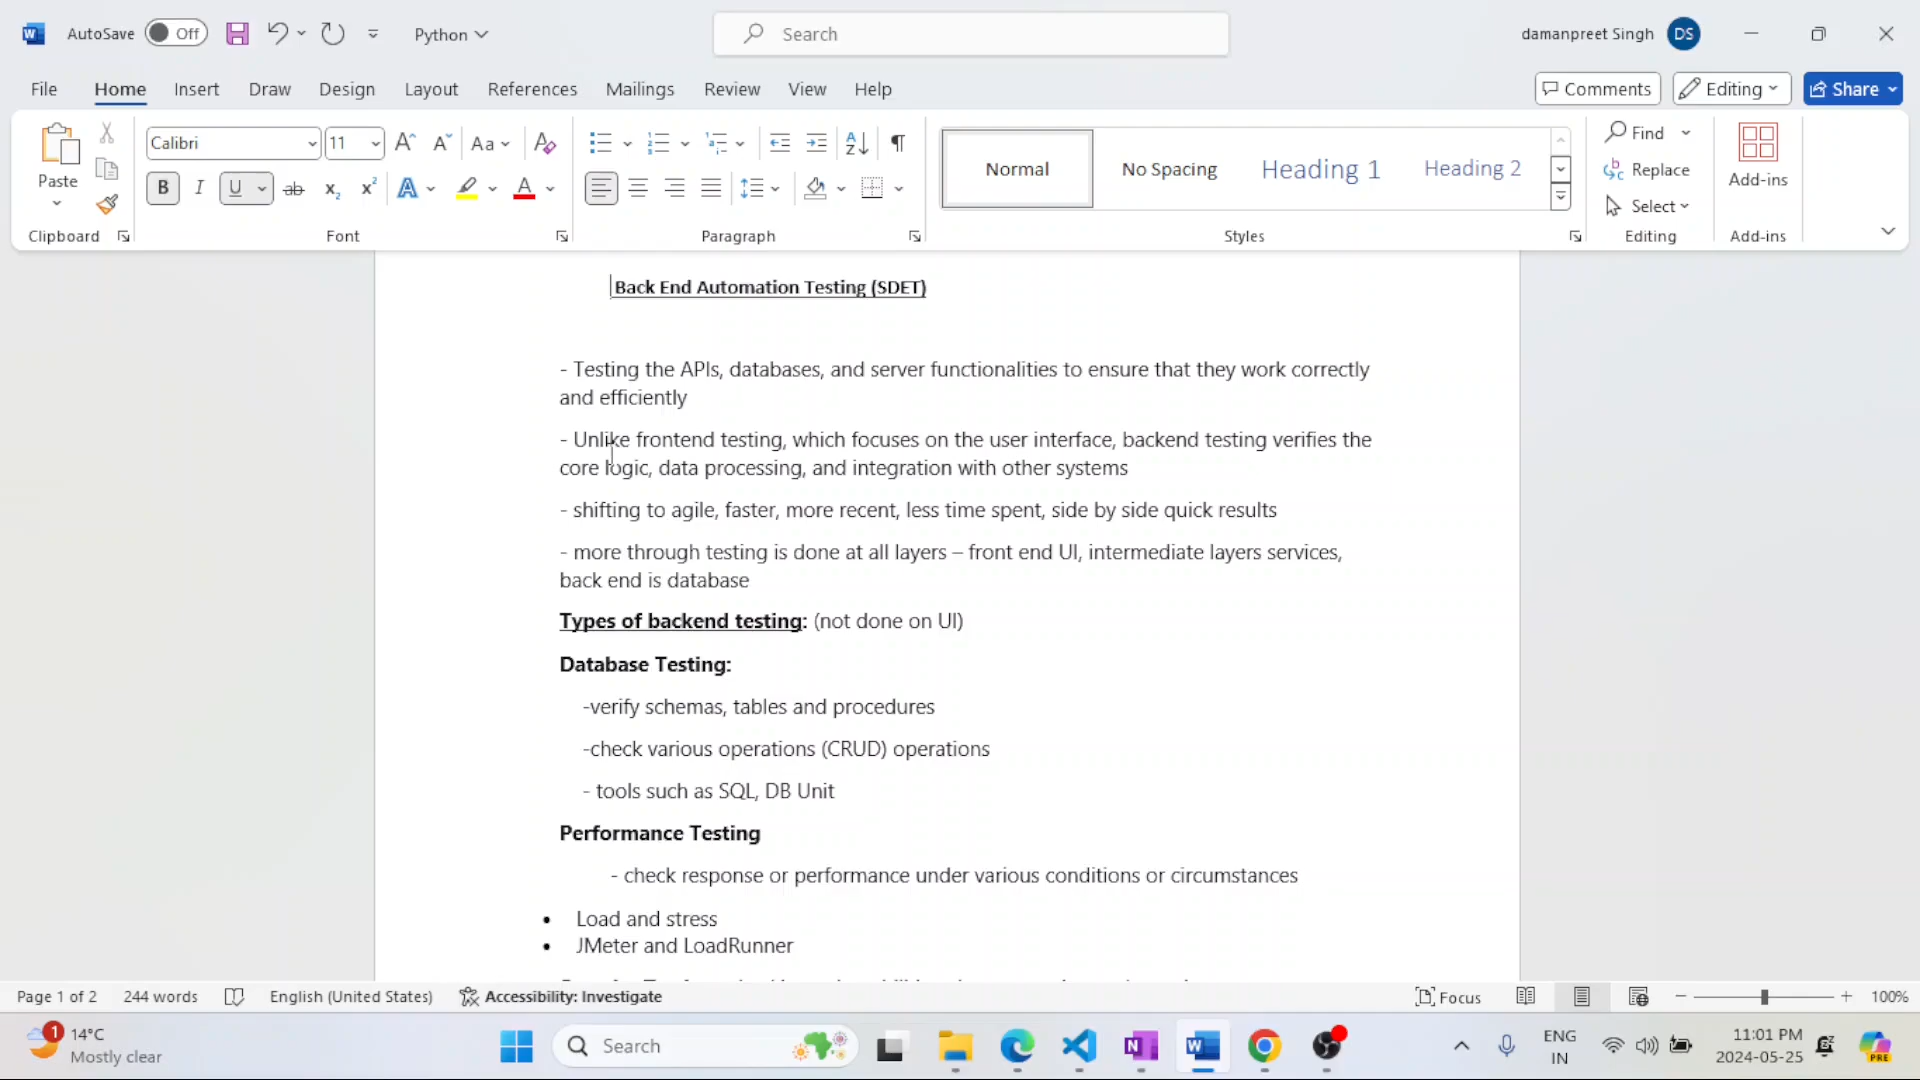 AutoSave Off Python Search damanpreet Singh DS
File Home Insert Draw Design Layout References Mailings Review View Help Comments Editing Share
Calibri 11 Aa
Paste
B I U ab x₂ x² A A
Clipboard Font Paragraph
Normal No Spacing Heading 1 Heading 2
Styles
Find
Replace
Select
Editing
Add-ins
Add-ins
Back End Automation Testing (SDET)
- Testing the APIs, databases, and server functionalities to ensure that they work correctly
and efficiently
- Unlike frontend testing, which focuses on the user interface, backend testing verifies the
core logic, data processing, and integration with other systems
- shifting to agile, faster, more recent, less time spent, side by side quick results
- more through testing is done at all layers – front end UI, intermediate layers services,
back end is database
Types of backend testing: (not done on UI)
Database Testing:
-verify schemas, tables and procedures
-check various operations (CRUD) operations
- tools such as SQL, DB Unit
Performance Testing
- check response or performance under various conditions or circumstances
• Load and stress
• JMeter and LoadRunner
Page 1 of 2 244 words English (United States) Accessibility: Investigate Focus 100%
1 14°C
Mostly clear
Search
ENG
IN
11:01 PM
2024-05-25
PRE